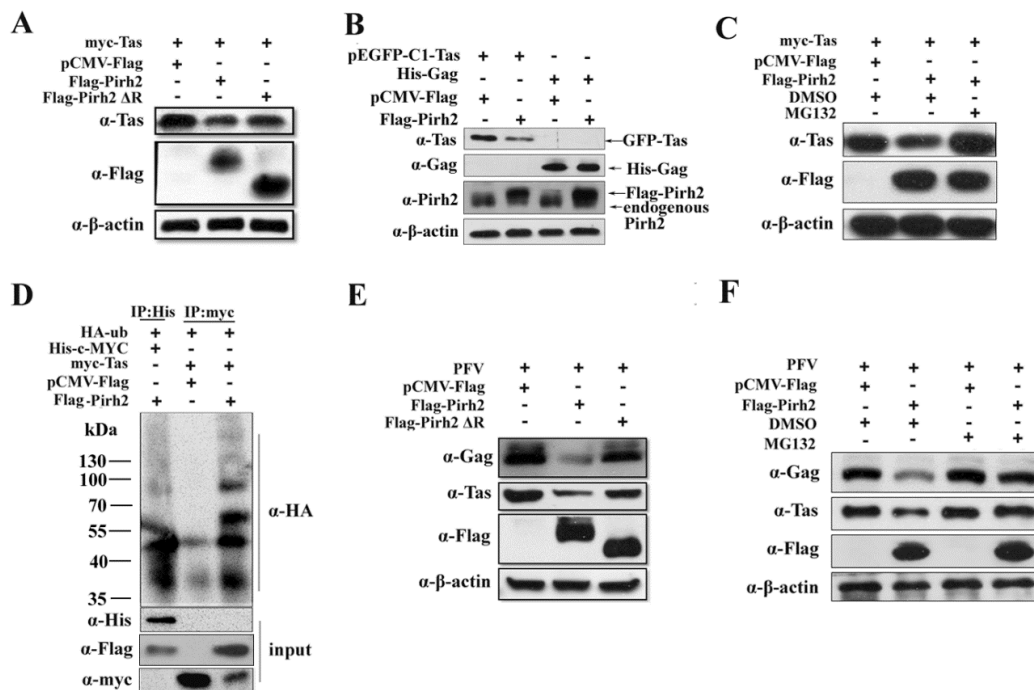 A
myc-Tas + + +
pCMV-Flag + - -
Flag-Pirh2 - + -
Flag-Pirh2 ΔR - - +
α-Tas
α-Flag
α-β-actin
B
pEGFP-C1-Tas + + - -
His-Gag - - + +
pCMV-Flag + - + -
Flag-Pirh2 - + - +
α-Tas
GFP-Tas
α-Gag
His-Gag
α-Pirh2
Flag-Pirh2
endogenous
Pirh2
α-β-actin
C
myc-Tas + + +
pCMV-Flag + - -
Flag-Pirh2 - + +
DMSO + + -
MG132 - - +
α-Tas
α-Flag
α-β-actin
D
IP:His IP:myc
HA-ub + + +
His-c-MYC + - -
myc-Tas - + +
pCMV-Flag - + -
Flag-Pirh2 + - +
kDa
130
100
70
55
40
35
α-HA
α-His
α-Flag
α-myc
input
E
PFV + + +
pCMV-Flag + - -
Flag-Pirh2 - + -
Flag-Pirh2 ΔR - - +
α-Gag
α-Tas
α-Flag
α-β-actin
F
PFV + + + +
pCMV-Flag + - + -
Flag-Pirh2 - + - +
DMSO + + - -
MG132 - - + +
α-Gag
α-Tas
α-Flag
α-β-actin